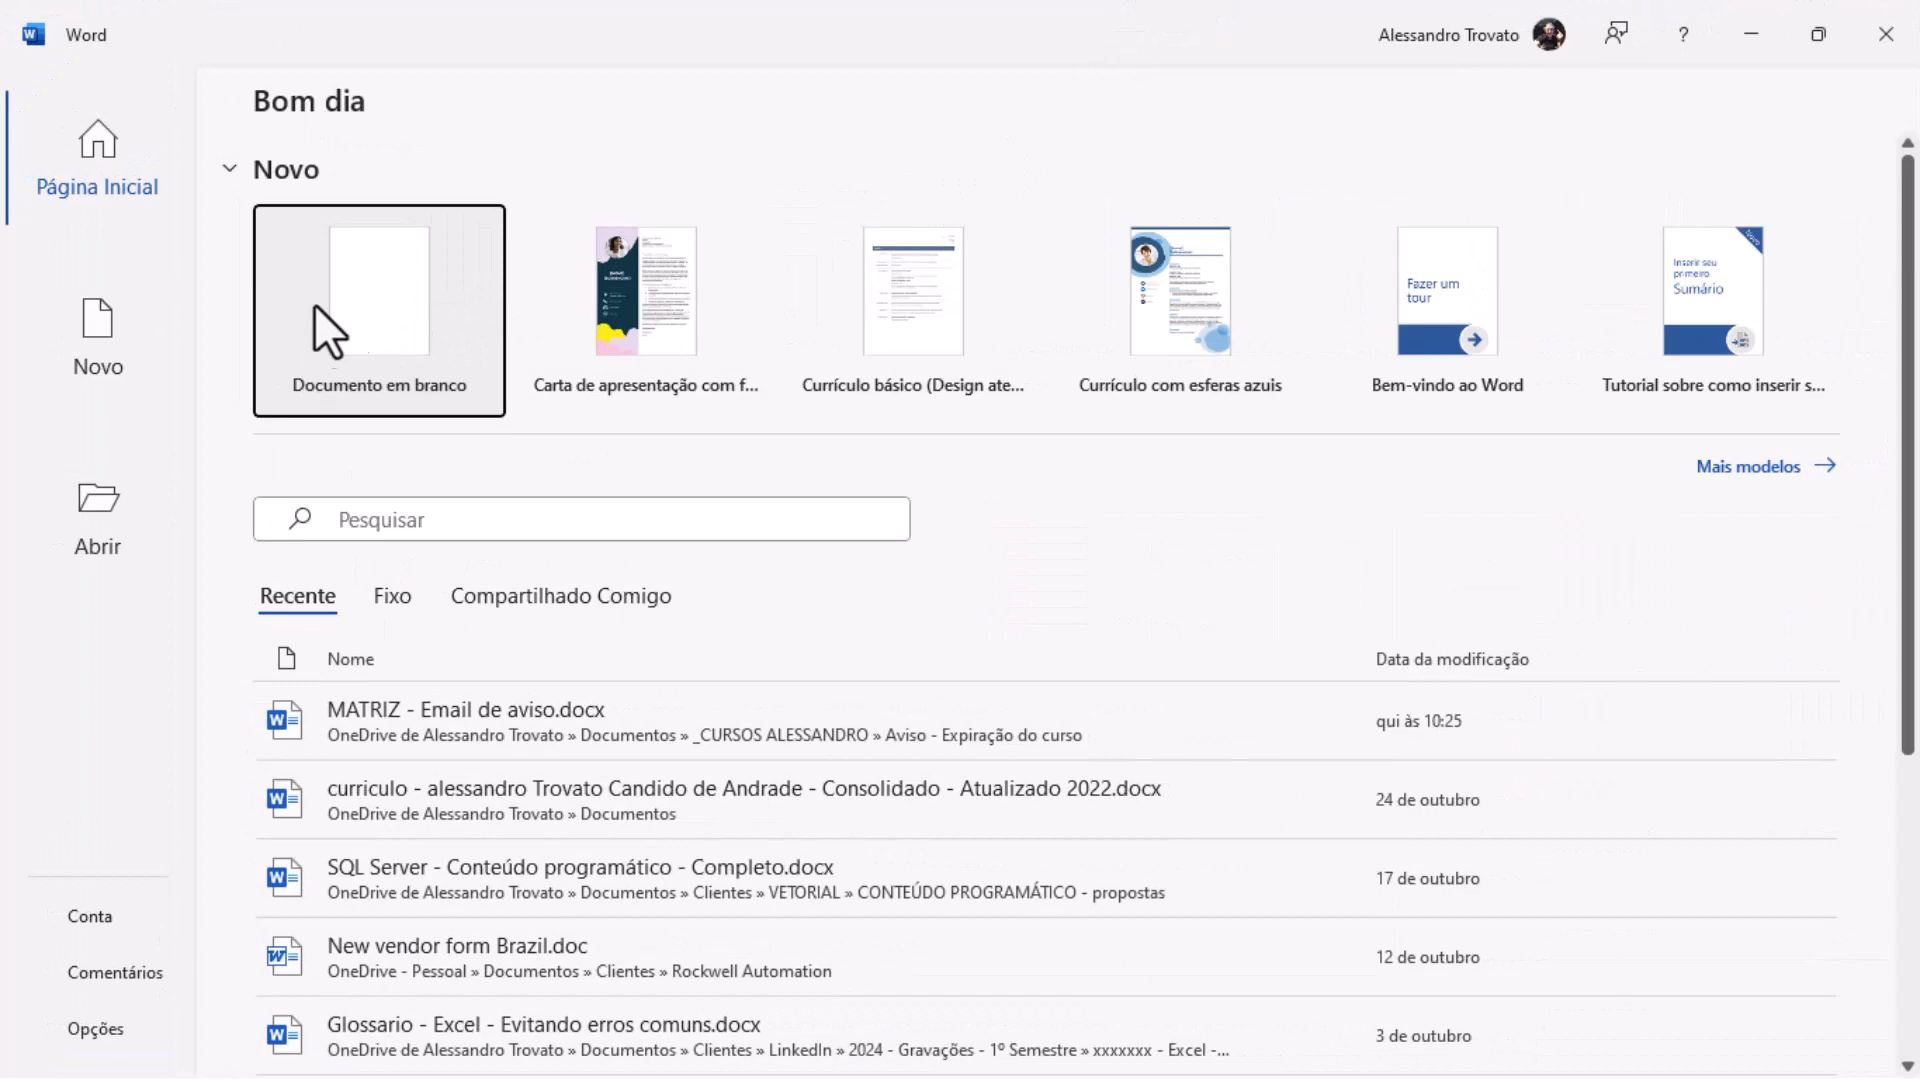 Word
Alessandro Trovato
?
Bom dia
Página Inicial
Novo
Abrir
Novo
Fazer um
tour
Novo
Inserir seu
primeiro
Sumário
Documento em branco
Carta de apresentação com f...
Currículo básico (Design ate...
Currículo com esferas azuis
Bem-vindo ao Word
Tutorial sobre como inserir s...
Mais modelos
Pesquisar
Recente
Fixo
Compartilhado Comigo
Nome
Data da modificação
MATRIZ - Email de aviso.docx
OneDrive de Alessandro Trovato » Documentos » _CURSOS ALESSANDRO » Aviso - Expiração do curso
qui às 10:25
curriculo - alessandro Trovato Candido de Andrade - Consolidado - Atualizado 2022.docx
OneDrive de Alessandro Trovato » Documentos
24 de outubro
SQL Server - Conteúdo programático - Completo.docx
OneDrive de Alessandro Trovato » Documentos » Clientes » VETORIAL » CONTEÚDO PROGRAMÁTICO - propostas
17 de outubro
New vendor form Brazil.doc
OneDrive - Pessoal » Documentos » Clientes » Rockwell Automation
12 de outubro
Glossario - Excel - Evitando erros comuns.docx
OneDrive de Alessandro Trovato » Documentos » Clientes » LinkedIn » 2024 - Gravações - 1º Semestre » xxxxxxx - Excel -...
3 de outubro
Conta
Comentários
Opções